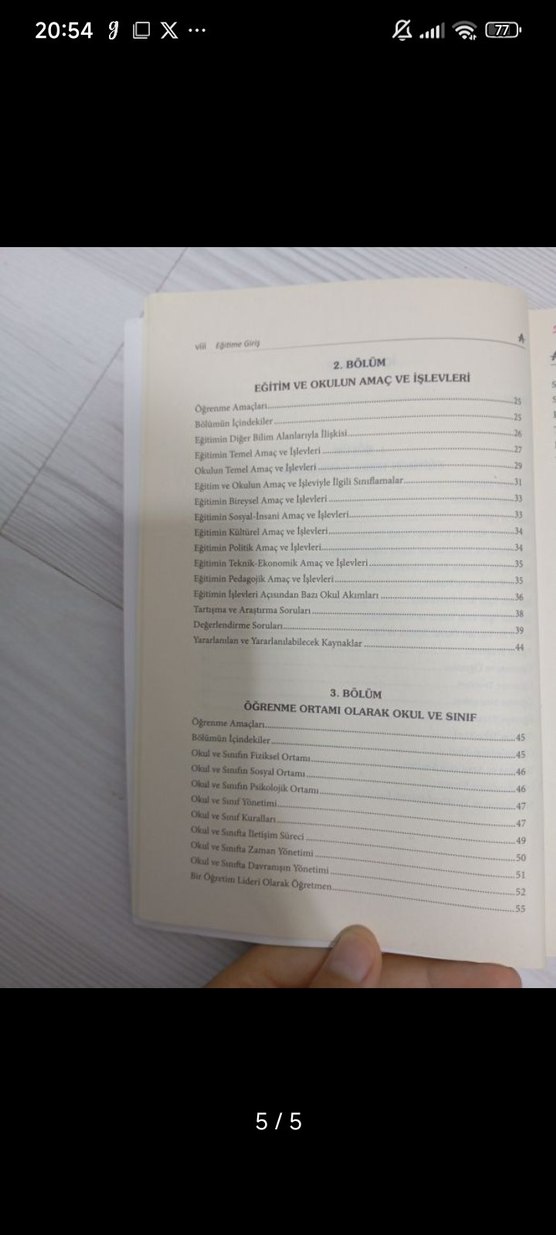 20:54
77
viii Eğitime Giriş
2. BÖLÜM
EĞİTİM VE OKULUN AMAÇ VE İŞLEVLERİ
Öğrenme Amaçları....................25
Bölümün İçindekiler....................25
Eğitimin Diğer Bilim Alanlarıyla İlişkisi....................26
Eğitimin Temel Amaç ve İşlevleri....................27
Okulun Temel Amaç ve İşlevleri....................29
Eğitim ve Okulun Amaç ve İşleviyle İlgili Sınıflamalar....................31
Eğitimin Bireysel Amaç ve İşlevleri....................33
Eğitimin Sosyal-İnsani Amaç ve İşlevleri....................33
Eğitimin Kültürel Amaç ve İşlevleri....................34
Eğitimin Politik Amaç ve İşlevleri....................34
Eğitimin Teknik-Ekonomik Amaç ve İşlevleri....................35
Eğitimin Pedagojik Amaç ve İşlevleri....................35
Eğitimin İşlevleri Açısından Bazı Okul Akımları....................36
Tartışma ve Araştırma Soruları....................38
Değerlendirme Soruları....................39
Yararlanılan ve Yararlanılabilecek Kaynaklar....................44
3. BÖLÜM
ÖĞRENME ORTAMI OLARAK OKUL VE SINIF
Öğrenme Amaçları....................45
Bölümün İçindekiler....................45
Okul ve Sınıfın Fiziksel Ortamı....................46
Okul ve Sınıfın Sosyal Ortamı....................46
Okul ve Sınıfın Psikolojik Ortamı....................47
Okul ve Sınıf Yönetimi....................47
Okul ve Sınıf Kuralları....................49
Okul ve Sınıfta İletişim Süreci....................50
Okul ve Sınıfta Zaman Yönetimi....................51
Okul ve Sınıfta Davranışın Yönetimi....................52
Bir Öğretim Lideri Olarak Öğretmen....................55
5 / 5